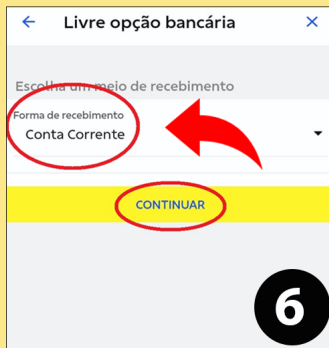 Livre opção bancária
Escolha um meio de recebimento
Forma de recebimento
Conta Corrente
CONTINUAR
6